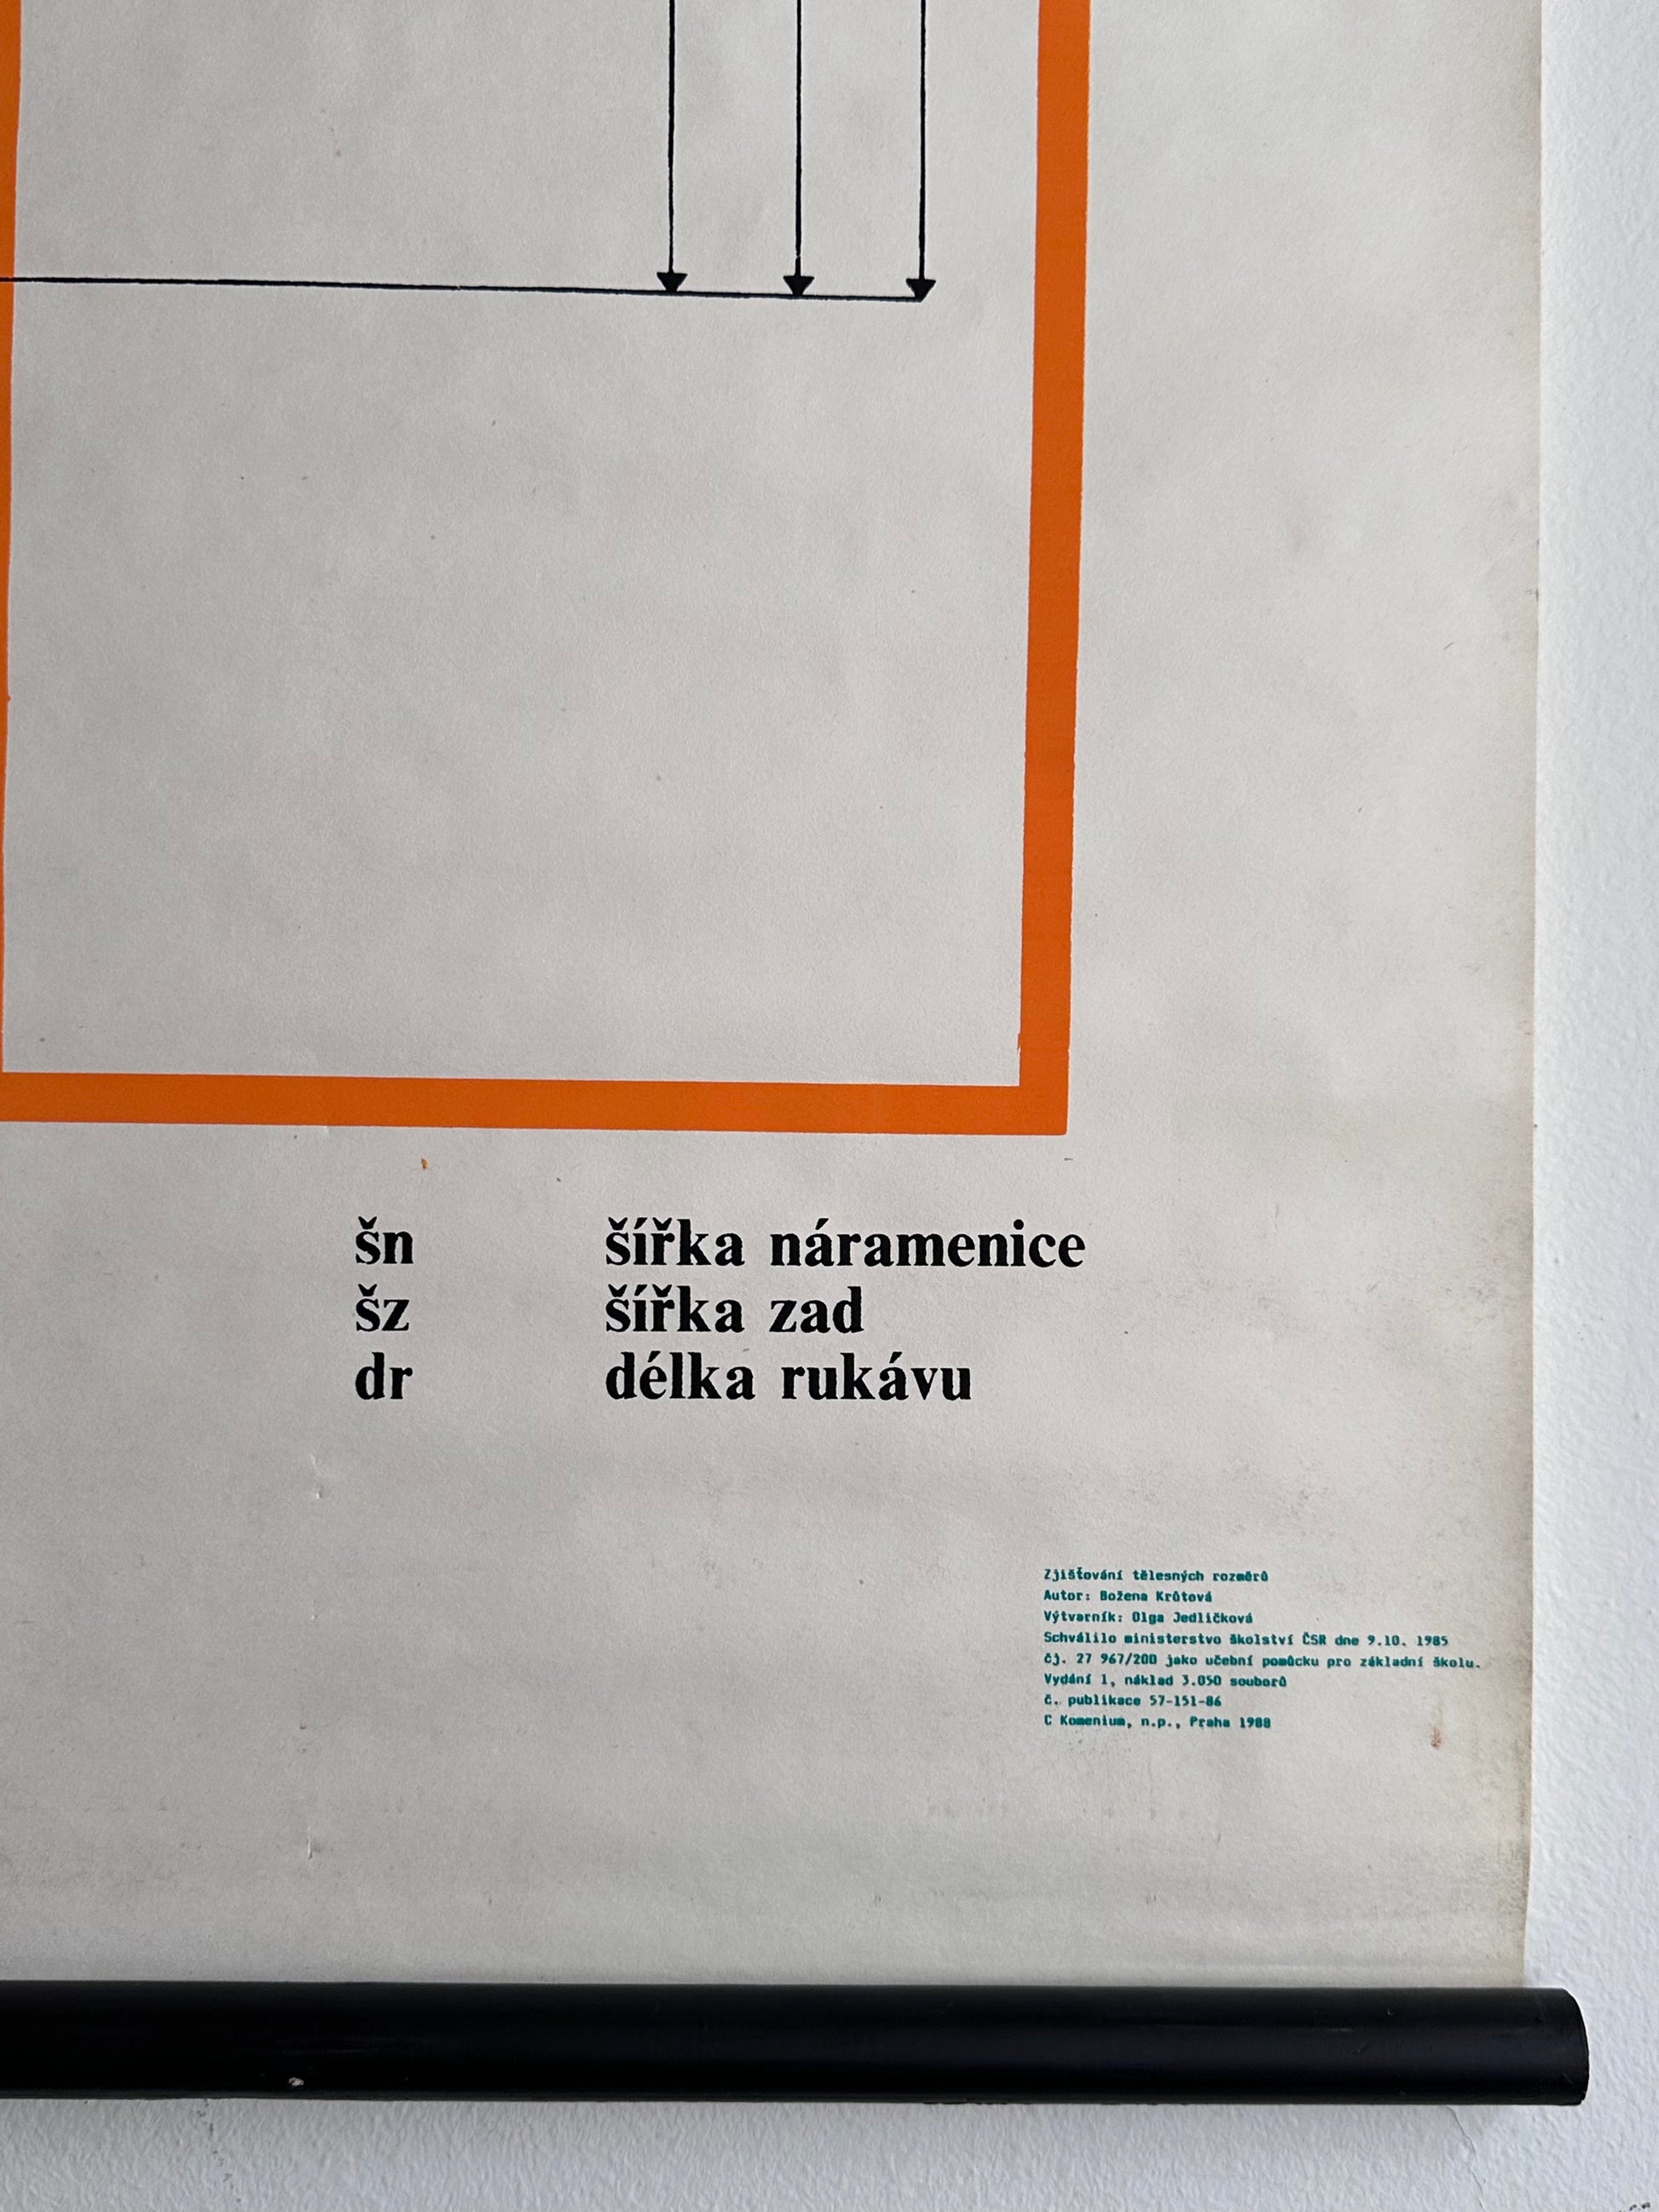 šn šířka náramenice
šz šířka zad
dr délka rukávu
Zjišťování tělesných rozměrů
Autor: Božena Krůtová
Výtvarník: Olga Jedličková
Schválilo ministerstvo školství ČSR dne 9.10. 1985
čj. 27 967/200 jako učební pomůcku pro základní školu.
Vydání 1, náklad 3.050 souborů
č. publikace 57-151-86
C Komenium, n.p., Praha 1988